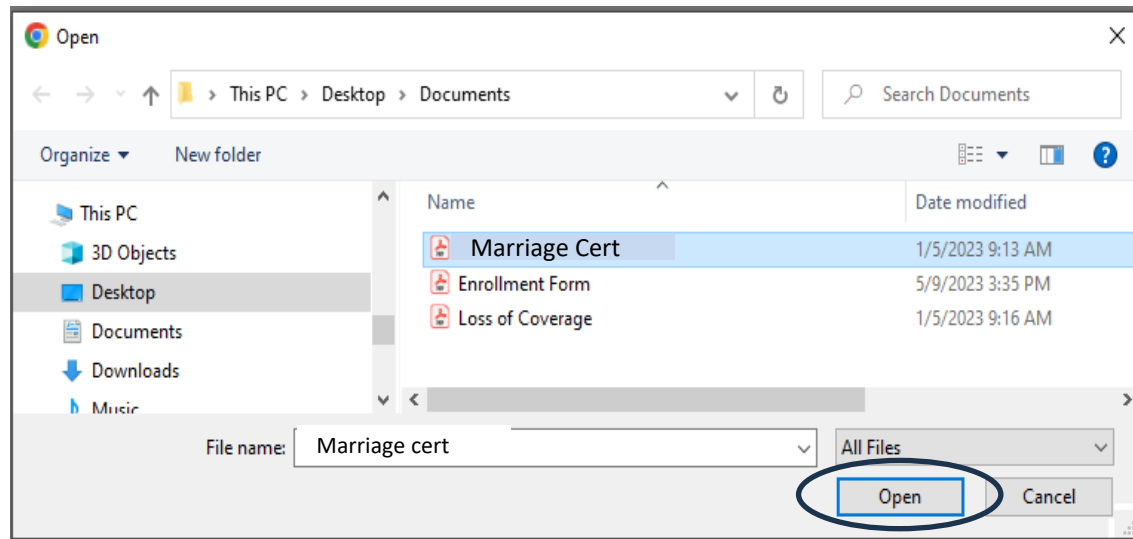 Open
This PC > Desktop > Documents
Search Documents
Organize
New folder
?
This PC
3D Objects
Desktop
Documents
Downloads
Music
Name
Date modified
Marriage Cert
1/5/2023 9:13 AM
Enrollment Form
5/9/2023 3:35 PM
Loss of Coverage
1/5/2023 9:16 AM
File name:
Marriage cert
All Files
Open
Cancel